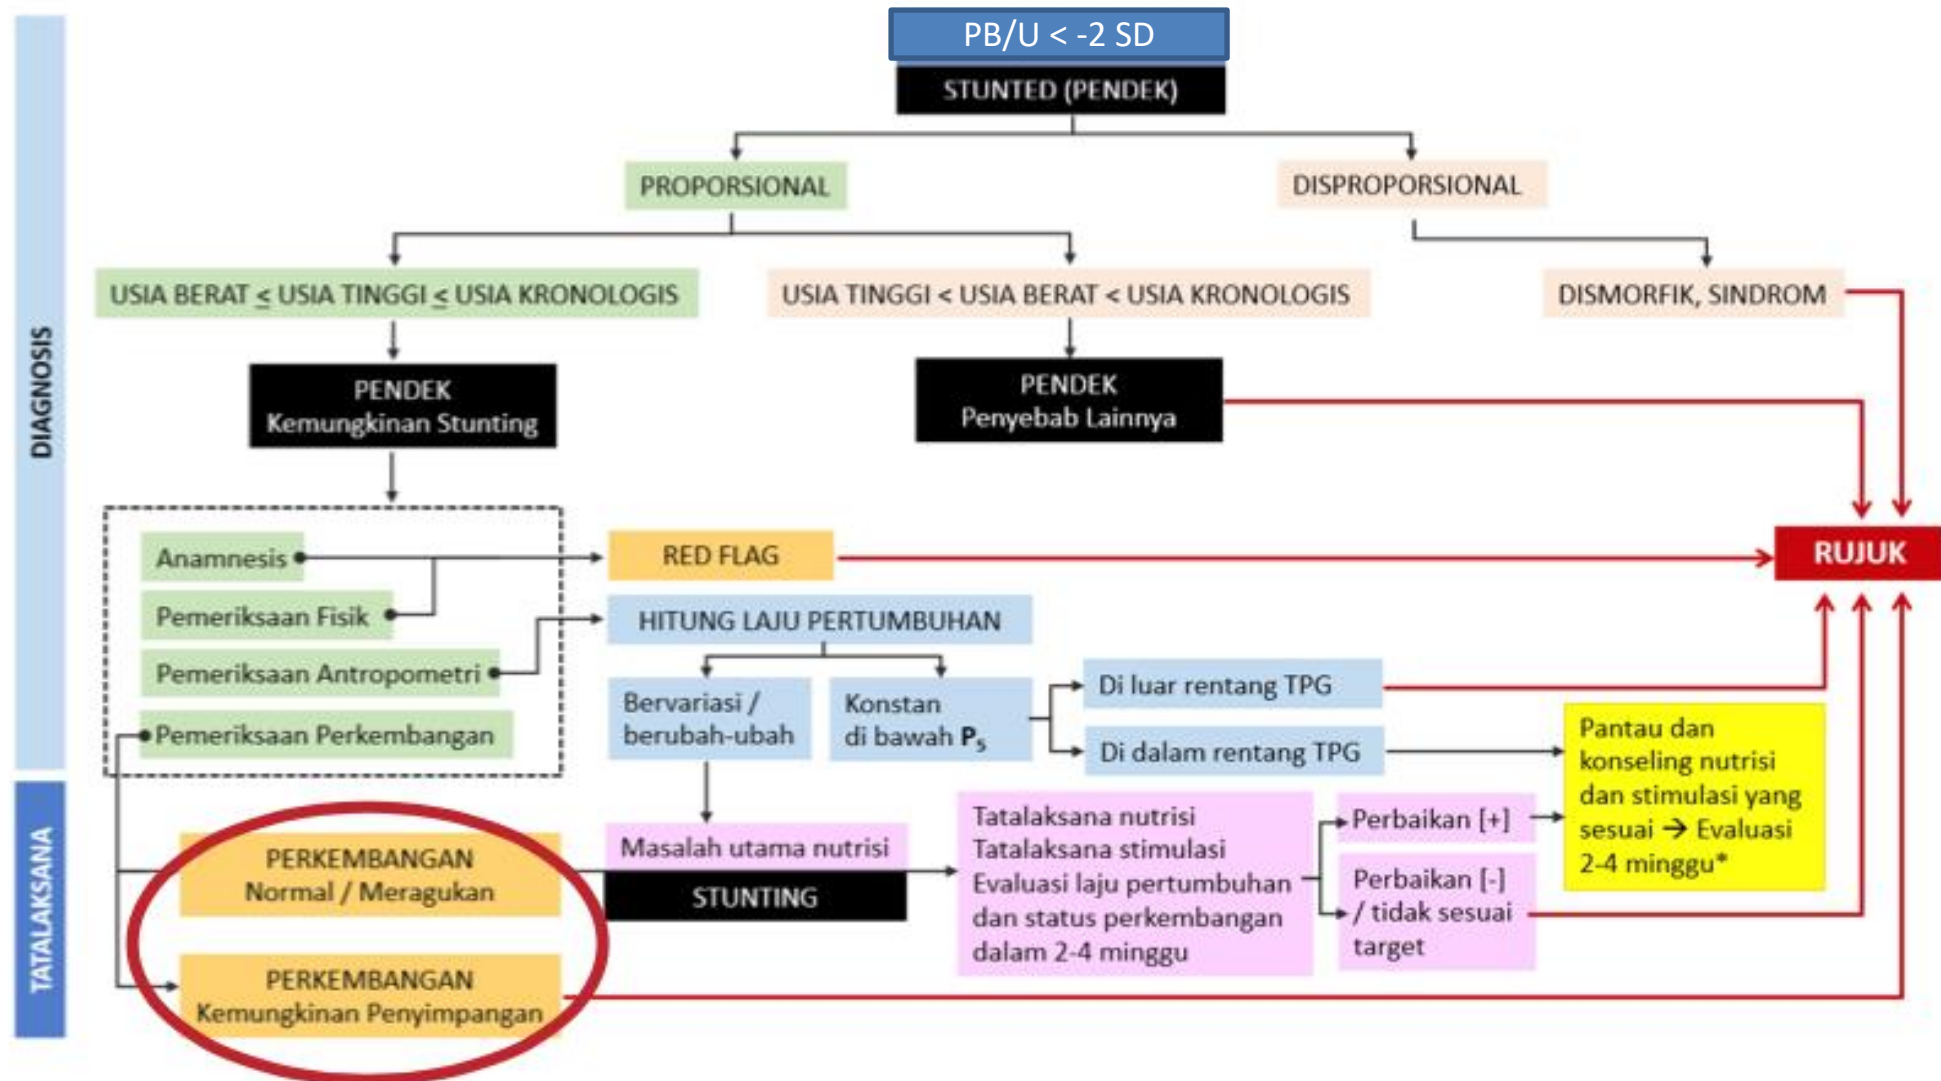 PB/U < -2 SD
STUNTED (PENDEK)
PROPORSIONAL
DISPROPORSIONAL
USIA BERAT ≤ USIA TINGGI ≤ USIA KRONOLOGIS
USIA TINGGI < USIA BERAT < USIA KRONOLOGIS
DISMORFIK, SINDROM
DIAGNOSIS
PENDEK
Kemungkinan Stunting
PENDEK
Penyebab Lainnya
Anamnesis
Pemeriksaan Fisik
Pemeriksaan Antropometri
Pemeriksaan Perkembangan
RED FLAG
RUJUK
HITUNG LAJU PERTUMBUHAN
Bervariasi /
berubah-ubah
Konstan
di bawah P₅
Di luar rentang TPG
Di dalam rentang TPG
Pantau dan
konseling nutrisi
dan stimulasi yang
sesuai → Evaluasi
2-4 minggu*
TATALAKSANA
PERKEMBANGAN
Normal / Meragukan
Masalah utama nutrisi
STUNTING
Tatalaksana nutrisi
Tatalaksana stimulasi
Evaluasi laju pertumbuhan
dan status perkembangan
dalam 2-4 minggu
Perbaikan [+]
Perbaikan [-]
/ tidak sesuai
target
PERKEMBANGAN
Kemungkinan Penyimpangan